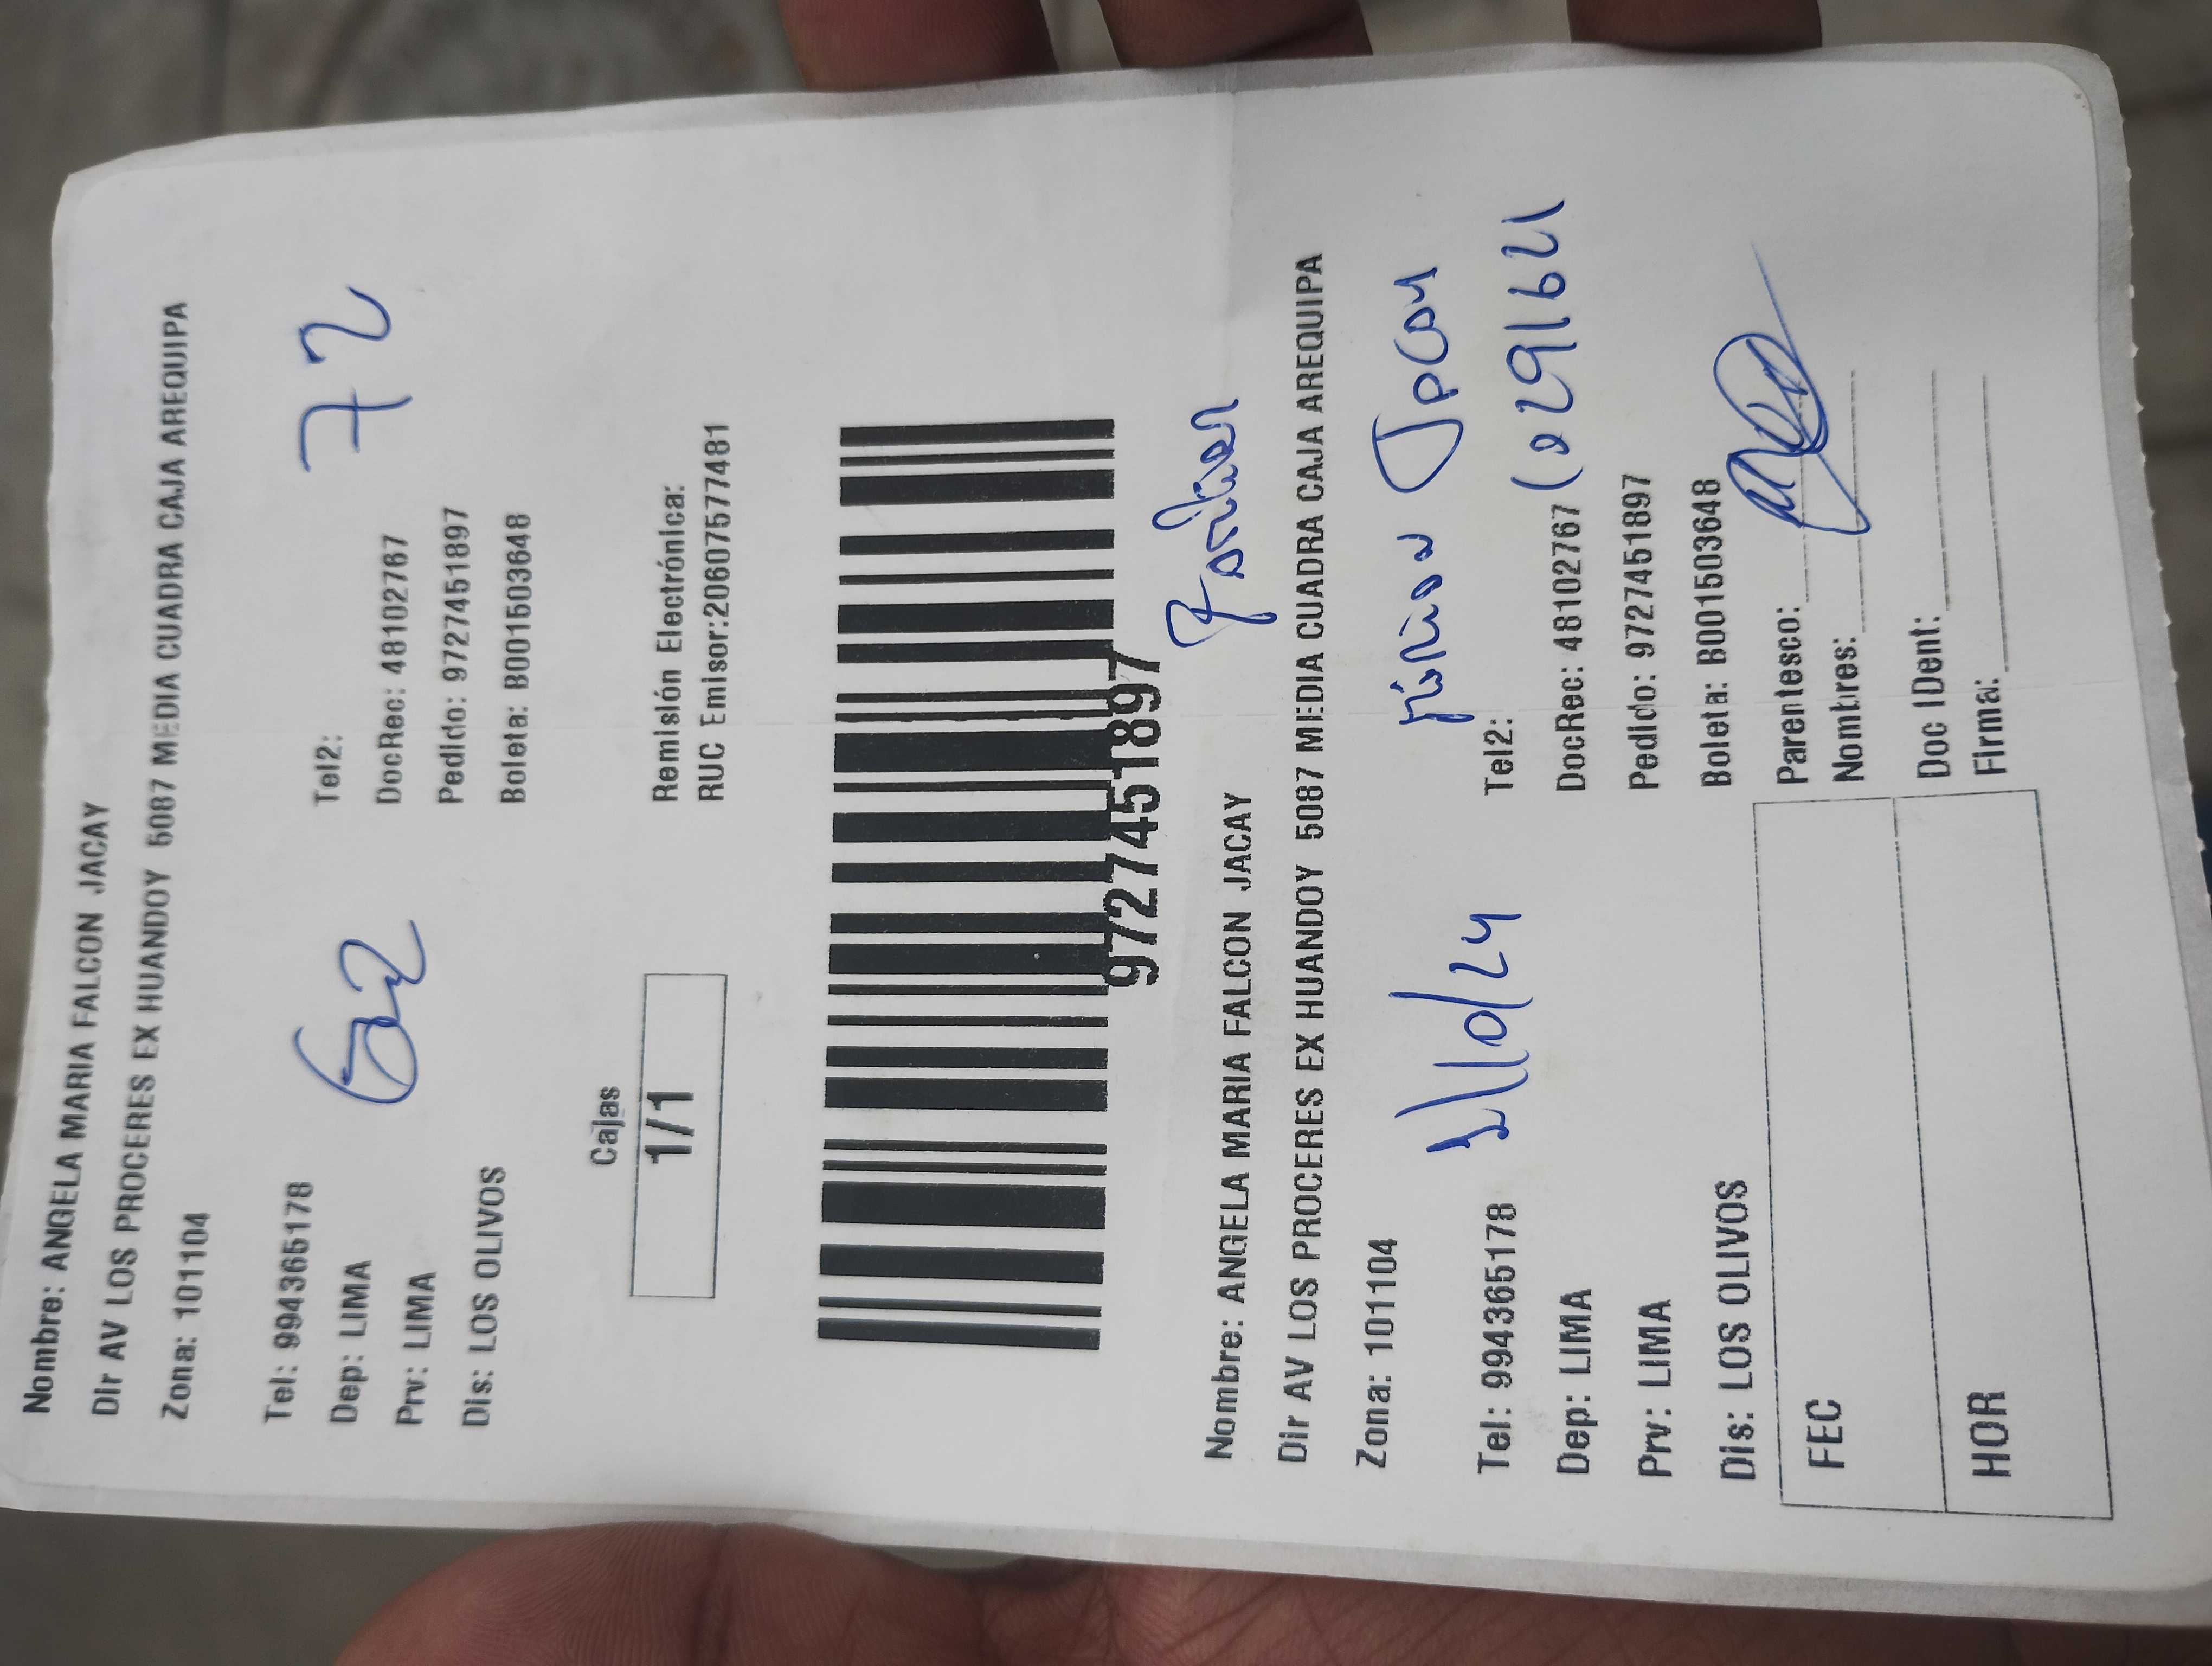 Nombre: ANGELA MARIA FALCON JACAY
Dir AV LOS PROCERES EX HUANDOY 5087 MEDIA CUADRA CAJA AREQUIPA
Zona: 101104
72
Tel: 994365178 Tel2:
Dep: LIMA DocRec: 48102767
Prv: LIMA Pedido: 9727451897
Dis: LOS OLIVOS Boleta: B001503648
Cajas
1/1
Remisión Electrónica:
RUC Emisor:20607577481
9727451897
Nombre: ANGELA MARIA FALCON JACAY
Dir AV LOS PROCERES EX HUANDOY 5087 MEDIA CUADRA CAJA AREQUIPA
Zona: 101104
Tel: 994365178 Tel2:
Dep: LIMA DocRec: 48102767
Prv: LIMA Pedido: 9727451897
Dis: LOS OLIVOS Boleta: B001503648
FEC Parentesco:
Nombres:
HOR Doc IDent:
Firma: